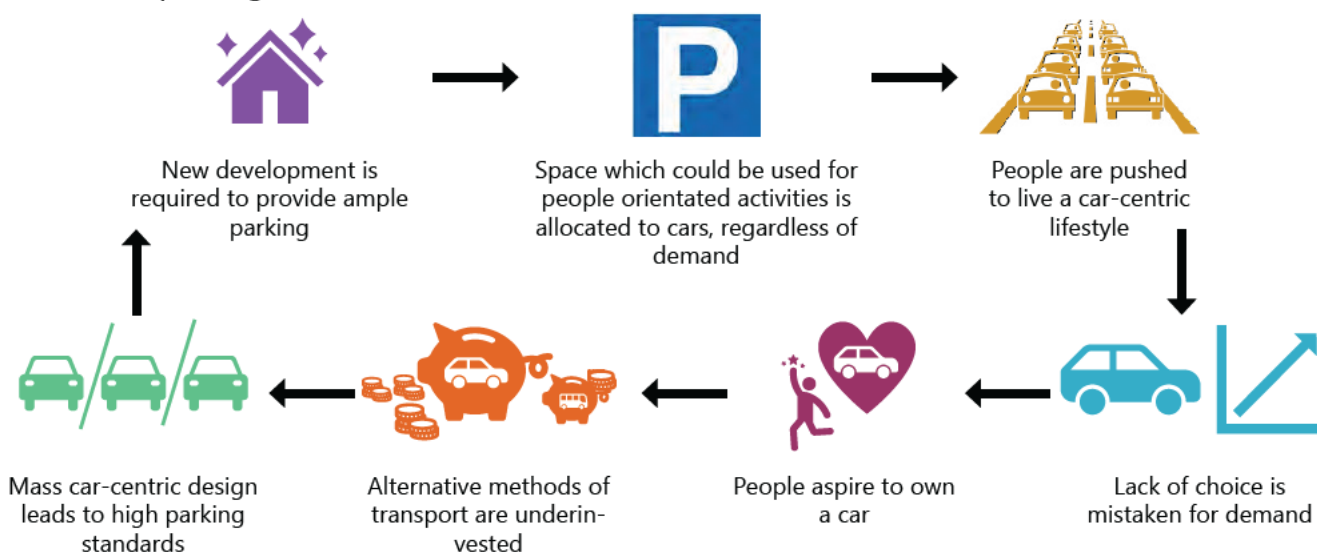 P
New development is
required to provide ample
parking
Space which could be used for
people orientated activities is
allocated to cars, regardless of
demand
People are pushed
to live a car-centric
lifestyle
Lack of choice is
mistaken for demand
People aspire to own
a car
Alternative methods of
transport are underin-
vested
Mass car-centric design
leads to high parking
standards